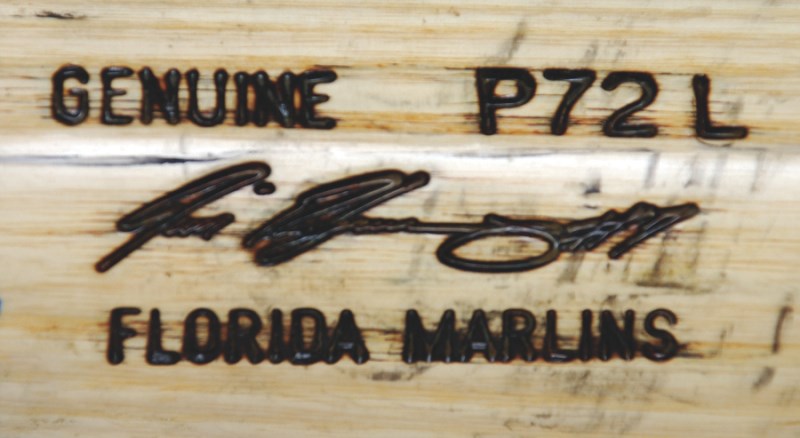 GENUINE P72 L
FLORIDA MARLINS